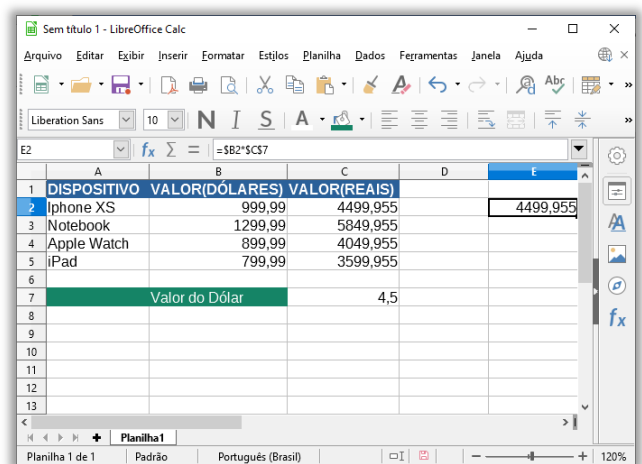 Sem título 1 - LibreOffice Calc
Arquivo Editar Exibir Inserir Formatar Estilos Planilha Dados Ferramentas Janela Ajuda
Abc
Liberation Sans 10 N I S A
E2 fx Σ = =$B2*$C$7
A B C D E
1 DISPOSITIVO VALOR(DÓLARES) VALOR(REAIS)
2 Iphone XS 999,99 4499,955 4499,955
3 Notebook 1299,99 5849,955
4 Apple Watch 899,99 4049,955
5 iPad 799,99 3599,955
6
7 Valor do Dólar 4,5
8
9
10
11
12
13
Planilha1
Planilha 1 de 1 Padrão Português (Brasil) 120%